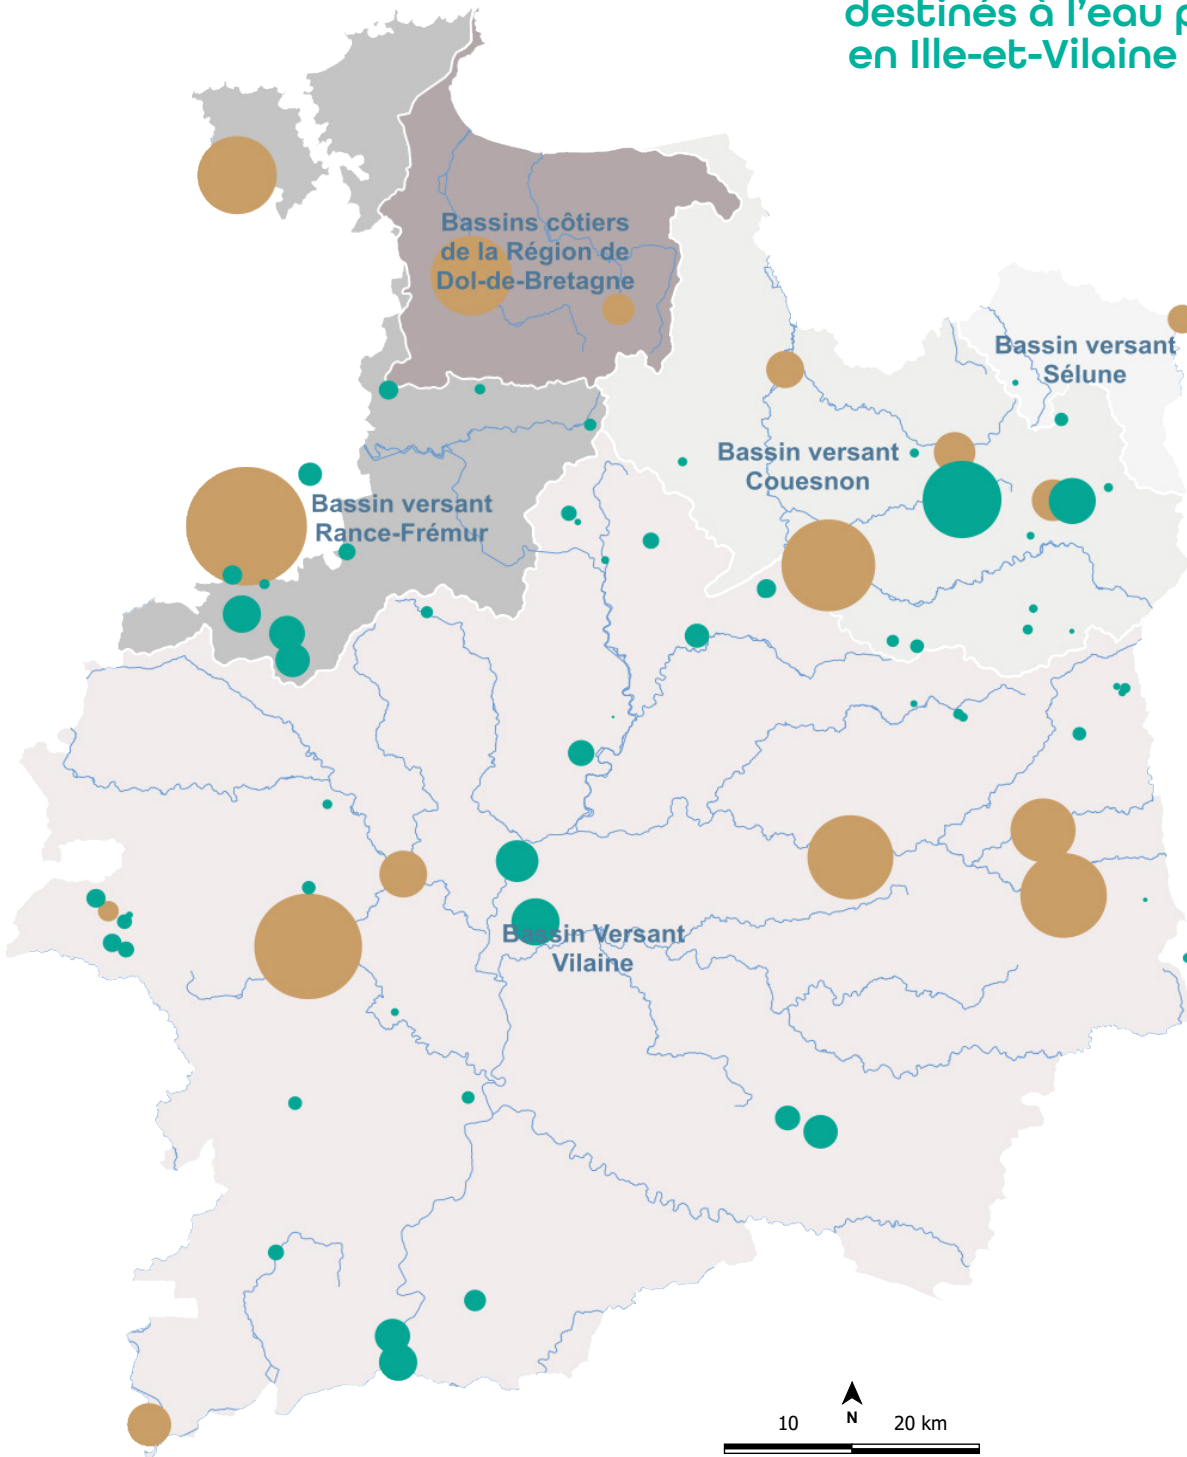 destinés à l'eau p
en Ille-et-Vilaine
Bassins côtiers
de la Région de
Dol-de-Bretagne
Bassin versant
Sélune
Bassin versant
Couesnon
Bassin versant
Rance-Frémur
Bassin Versant
Vilaine
10 N 20 km